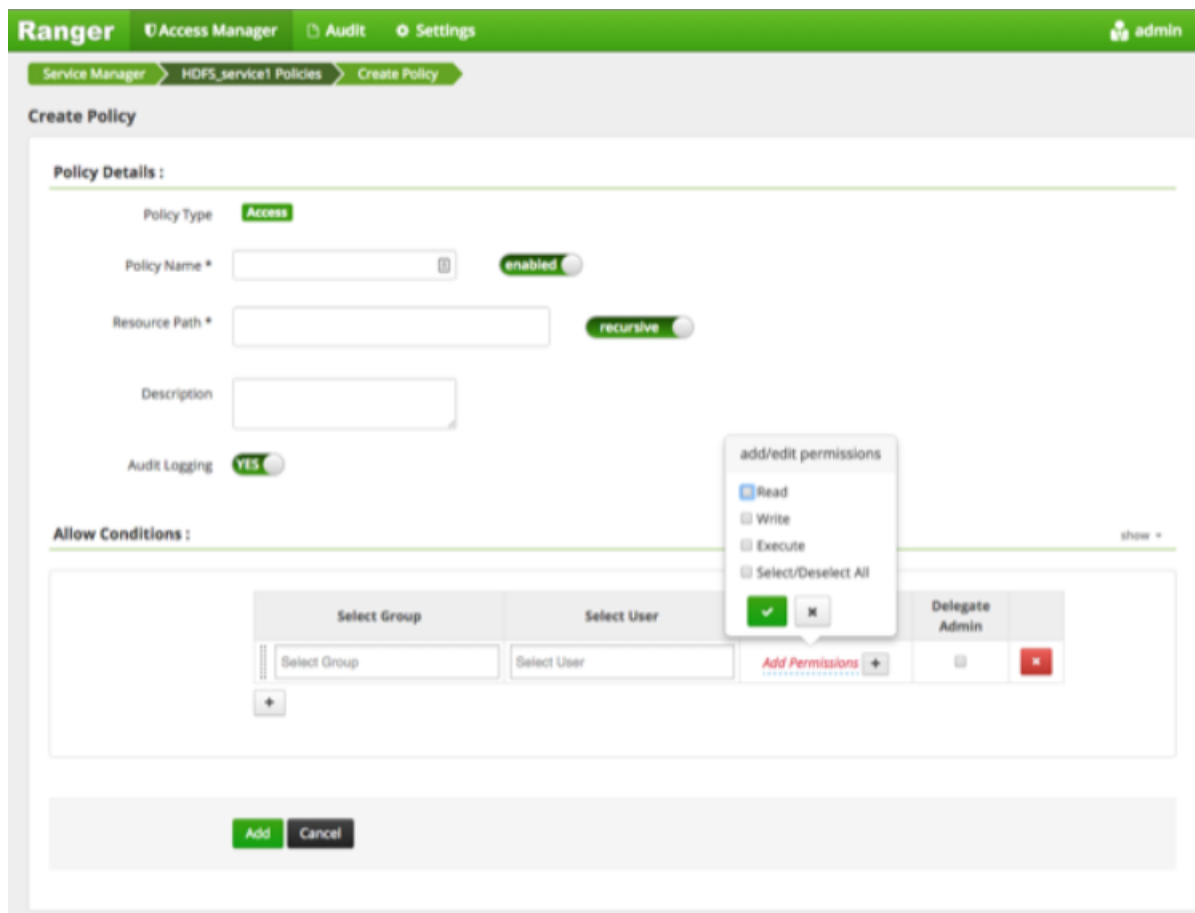 Ranger Access Manager Audit Settings admin
Service Manager HDFS_service1 Policies Create Policy
Create Policy
Policy Details :
Policy Type Access
Policy Name * enabled
Resource Path * recursive
Description
Audit Logging YES
add/edit permissions
Read
Write
Execute
Select/Deselect All
Allow Conditions : show
Select Group Select User Delegate Admin
Select Group Select User Add Permissions +
+
Add Cancel